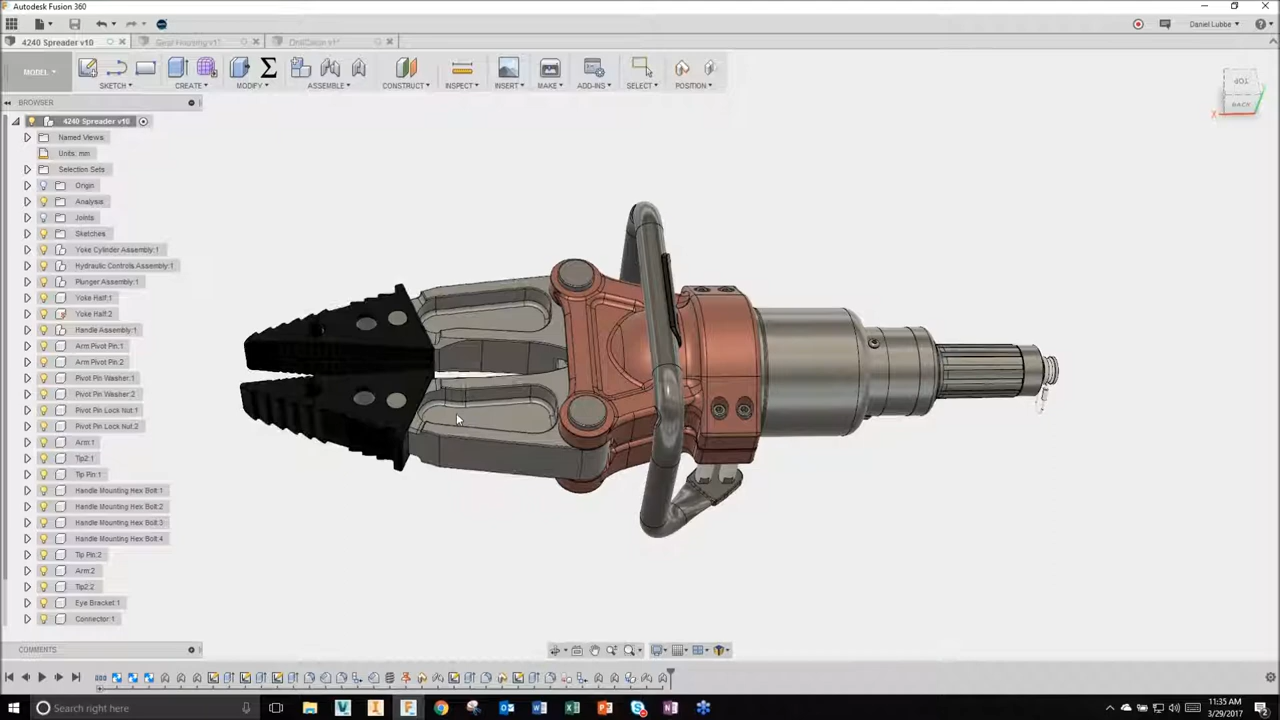 Autodesk Fusion 360
Daniel Lubbe
4240 Spreader v10
Gear Housing v1*
MODEL
SKETCH
CREATE
MODIFY
ASSEMBLE
CONSTRUCT
INSPECT
INSERT
MAKE
ADD-INS
SELECT
POSITION
TOP
BACK
X
BROWSER
4240 Spreader v10
Named Views
Units: mm
Selection Sets
Origin
Analysis
Joints
Sketches
Yoke Cylinder Assembly:1
Hydraulic Controls Assembly:1
Plunger Assembly:1
Yoke Half:1
Yoke Half:2
Handle Assembly:1
Arm Pivot Pin:1
Arm Pivot Pin:2
Pivot Pin Washer:1
Pivot Pin Washer:2
Pivot Pin Lock Nut:1
Pivot Pin Lock Nut:2
Arm:1
Tip2:1
Tip Pin:1
Handle Mounting Hex Bolt:1
Handle Mounting Hex Bolt:2
Handle Mounting Hex Bolt:3
Handle Mounting Hex Bolt:4
Tip Pin:2
Arm:2
Tip2:2
Eye Bracket:1
Connector:1
COMMENTS
Search right here
11:35 AM
3/29/2017